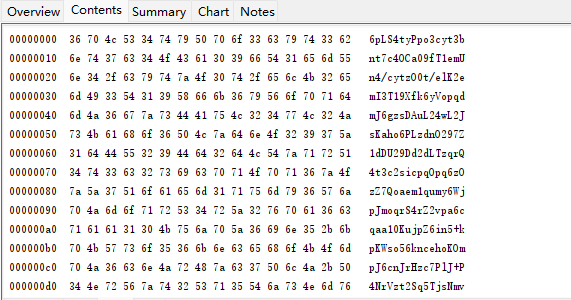 Overview Contents Summary Chart Notes
00000000 36 70 4c 53 34 74 79 50 70 6f 33 63 79 74 33 62 6pLS4tyPpo3cyt3b
00000010 6e 74 37 63 34 4f 43 61 30 39 66 54 31 65 6d 55 nt7c4OCa09fT1emU
00000020 6e 34 2f 63 79 74 7a 4f 30 74 2f 65 6c 4b 32 65 n4/cytzO0t/elK2e
00000030 6d 49 33 54 31 39 58 66 6b 36 79 56 6f 70 71 64 mI3T19Xfk6yVopqd
00000040 6d 4a 36 67 7a 73 44 41 75 4c 32 34 77 4c 32 4a mJ6gzsDAuL24wL2J
00000050 73 4b 61 68 6f 36 50 4c 7a 64 6e 4f 32 39 37 5a sKaho6PLzdnO297Z
00000060 31 64 44 55 32 39 44 64 32 64 4c 54 7a 71 72 51 1dDU29Dd2dLTzqrQ
00000070 34 74 33 63 32 73 69 63 70 71 4f 70 71 36 7a 4f 4t3c2sicpqOpq6zO
00000080 7a 5a 37 51 6f 61 65 6d 31 71 75 6d 79 36 57 6a zZ7Qoaem1qumy6Wj
00000090 70 4a 6d 6f 71 72 53 34 72 5a 32 76 70 61 36 63 pJmoqrS4rZ2vpa6c
000000a0 71 61 61 31 30 4b 75 6a 70 5a 36 69 6e 35 2b 6b qaa10KujpZ6in5+k
000000b0 70 4b 57 73 6f 35 36 6b 6e 63 65 68 6f 4b 4f 6d pKWso56kncehoKOm
000000c0 70 4a 36 63 6e 4a 72 48 7a 63 37 50 6c 4a 2b 50 pJ6cnJrHzc7PlJ+P
000000d0 34 4e 72 56 7a 74 32 53 71 35 54 6a 73 4e 6d 76 4NrVzt2Sq5TjsNmv